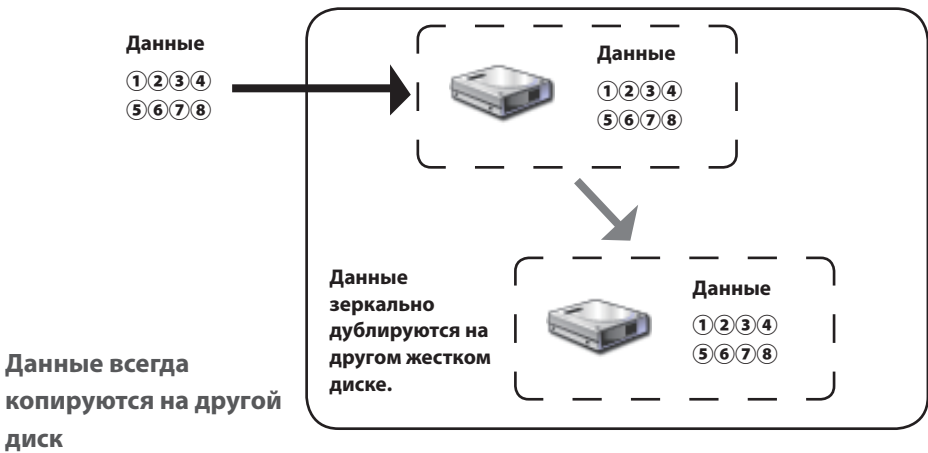 Данные
①②③④
⑤⑥⑦⑧
Данные
①②③④
⑤⑥⑦⑧
Данные
зеркально
дублируются на
другом жестком
диске.
Данные
①②③④
⑤⑥⑦⑧
Данные всегда
копируются на другой
диск